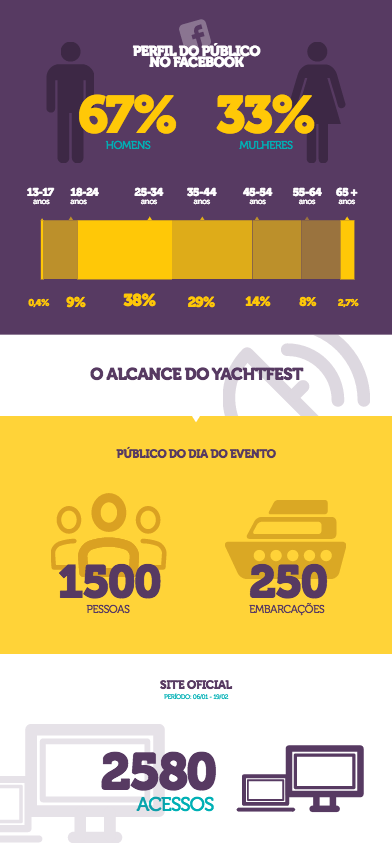 PERFIL DO PÚBLICO
NO FACEBOOK
67% 33%
HOMENS MULHERES
13-17 18-24 25-34 35-44 45-54 55-64 65 +
anos anos anos anos anos anos anos
0,4% 9% 38% 29% 14% 8% 2,7%
O ALCANCE DO YACHTFEST
PÚBLICO DO DIA DO EVENTO
1500 250
PESSOAS EMBARCAÇÕES
SITE OFICIAL
PERÍODO: 06/01 - 19/02
2580
ACESSOS